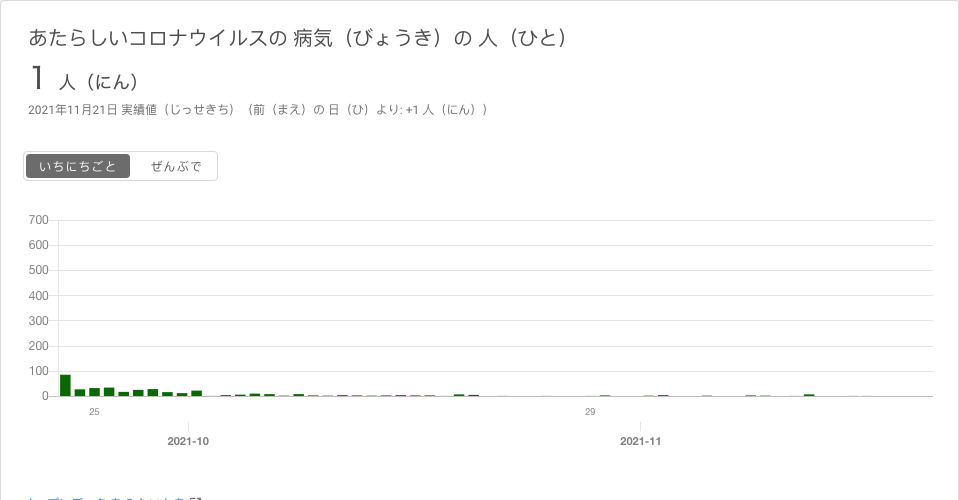 あたらしいコロナウイルスの 病気（びょうき）の 人（ひと）
1 人（にん）
2021年11月21日 実績値（じっせきち）（前（まえ）の 日（ひ）より: +1 人（にん））
いちにちごと ぜんぶで
700
600
500
400
300
200
100
0
25 29
2021-10 2021-11